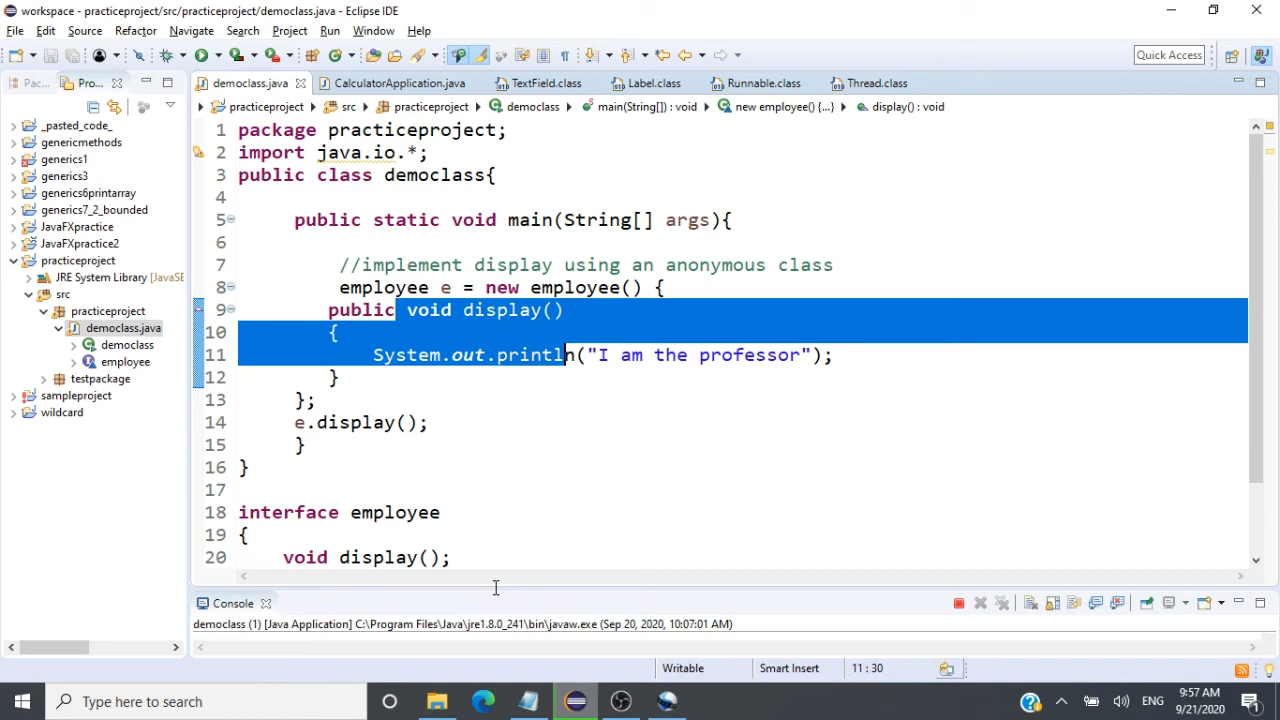 workspace - practiceproject/src/practiceproject/democlass.java - Eclipse IDE
File Edit Source Refactor Navigate Search Project Run Window Help
Quick Access
Pac... Pro...
democlass.java CalculatorApplication.java TextField.class Label.class Runnable.class Thread.class
practiceproject src practiceproject democlass main(String[]) : void new employee() {...} display() : void
_pasted_code_
genericmethods
generics1
generics3
generics6printarray
generics7_2_bounded
JavaFXpractice
JavaFXpractice2
practiceproject
JRE System Library [JavaSE
src
practiceproject
democlass.java
democlass
employee
testpackage
sampleproject
wildcard
1 package practiceproject;
2 import java.io.*;
3 public class democlass{
4
5 public static void main(String[] args){
6
7 //implement display using an anonymous class
8 employee e = new employee() {
9 public void display()
10 {
11 System.out.println("I am the professor");
12 }
13 };
14 e.display();
15 }
16 }
17
18 interface employee
19 {
20 void display();
Console
democlass (1) [Java Application] C:\Program Files\Java\jre1.8.0_241\bin\javaw.exe (Sep 20, 2020, 10:07:01 AM)
Writable Smart Insert 11 : 30
Type here to search
ENG
9:57 AM
9/21/2020
1